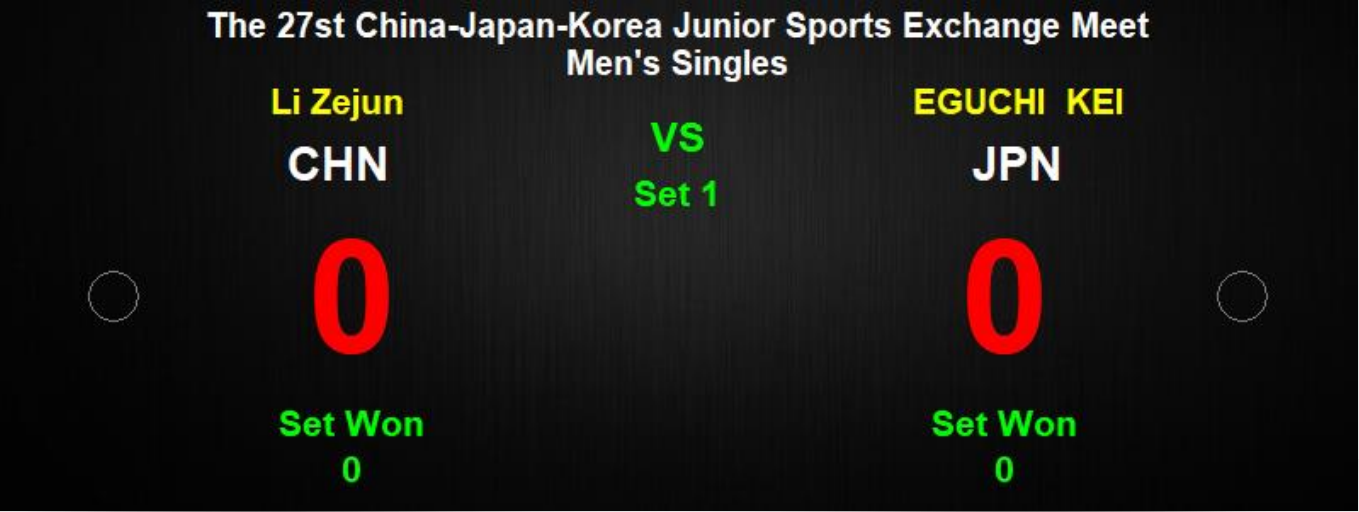 The 27st China-Japan-Korea Junior Sports Exchange Meet
Men's Singles
Li Zejun
EGUCHI KEI
VS
CHN
JPN
Set 1
0
0
Set Won
Set Won
0
0